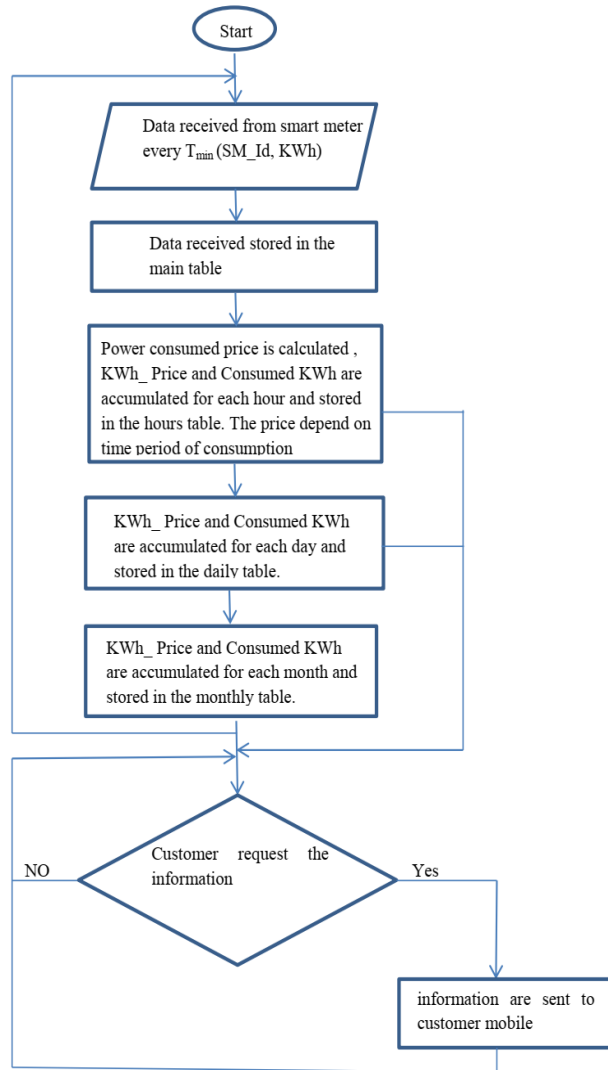 Start
Data received from smart meter
every Tmin (SM_Id, KWh)
Data received stored in the
main table
Power consumed price is calculated ,
KWh_ Price and Consumed KWh are
accumulated for each hour and stored
in the hours table. The price depend on
time period of consumption
KWh_ Price and Consumed KWh
are accumulated for each day and
stored in the daily table.
KWh_ Price and Consumed KWh
are accumulated for each month and
stored in the monthly table.
Customer request the
information
NO
Yes
information are sent to
customer mobile